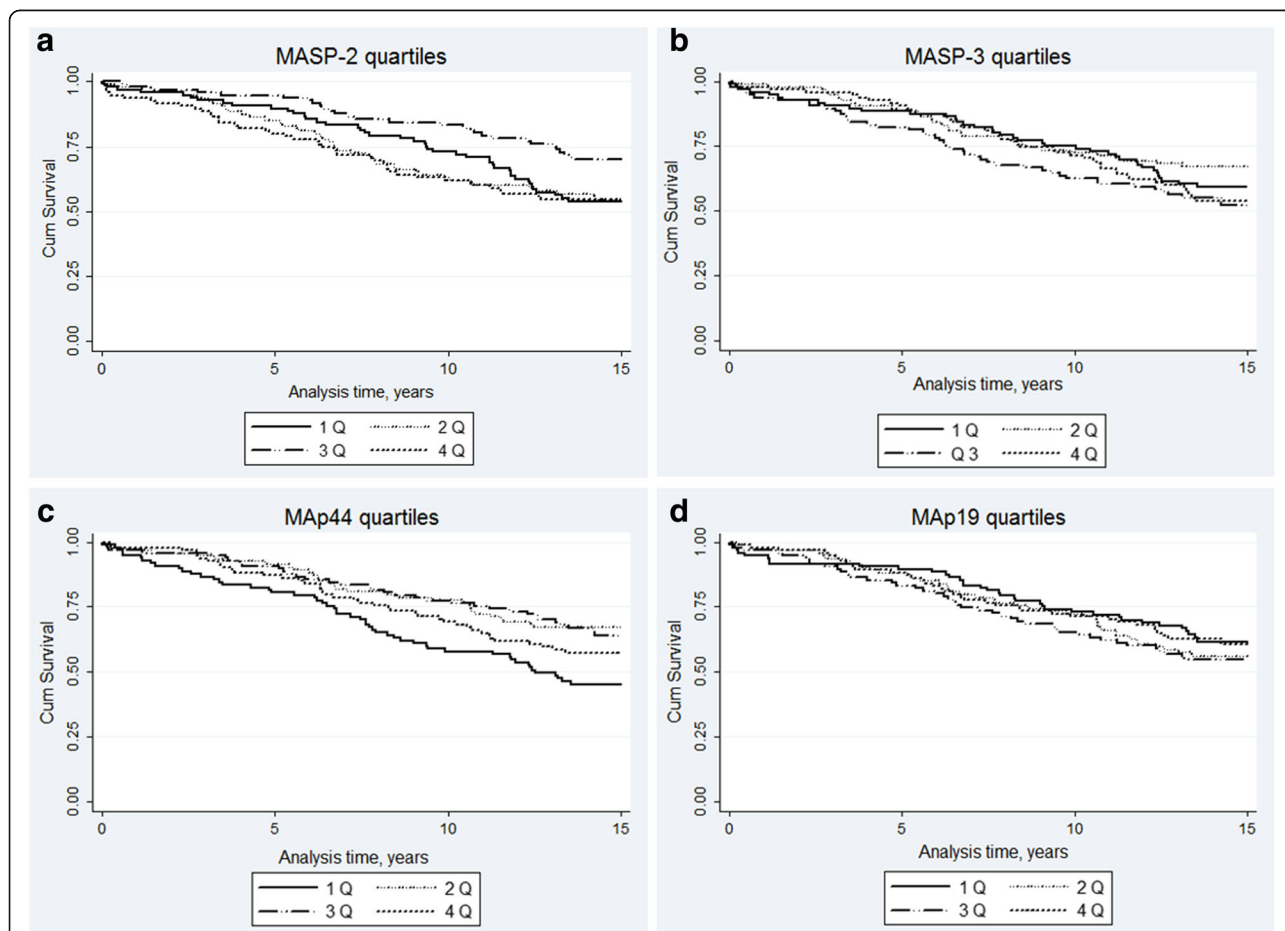 a
MASP-2 quartiles
Cum Survival
1.00
0.75
0.50
0.25
0.00
0 5 10 15
Analysis time, years
1 Q 2 Q
3 Q 4 Q
b
MASP-3 quartiles
Cum Survival
1.00
0.75
0.50
0.25
0.00
0 5 10 15
Analysis time, years
1 Q 2 Q
Q 3 4 Q
c
MAp44 quartiles
Cum Survival
1.00
0.75
0.50
0.25
0.00
0 5 10 15
Analysis time, years
1 Q 2 Q
3 Q 4 Q
d
MAp19 quartiles
Cum Survival
1.00
0.75
0.50
0.25
0.00
0 5 10 15
Analysis time, years
1 Q 2 Q
3 Q 4 Q